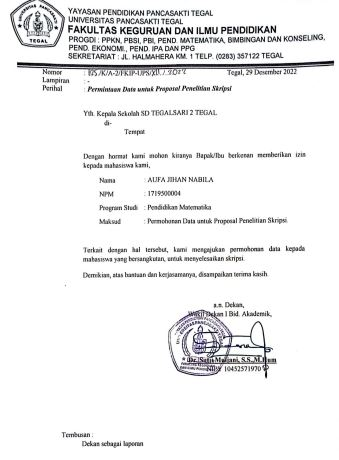 YAYASAN PENDIDIKAN PANCASAKTI TEGAL
UNIVERSITAS PANCASAKTI TEGAL
FAKULTAS KEGURUAN DAN ILMU PENDIDIKAN
PROGDI : PPKN, PBSI, PBI, PEND. MATEMATIKA, BIMBINGAN DAN KONSELING,
PEND. EKONOMI, PEND. IPA DAN PPG
SEKRETARIAT : JL. HALMAHERA KM. 1 TELP. (0283) 357122 TEGAL
Nomor : /K/A-2/FKIP-UPS/ Tegal, 29 Desember 2022
Lampiran : -
Perihal : Permintaan Data untuk Proposal Penelitian Skripsi
Yth. Kepala Sekolah SD TEGALSARI 2 TEGAL
di-
Tempat
Dengan hormat kami mohon kiranya Bapak/Ibu berkenan memberikan izin
kepada mahasiswa kami,
Nama : AUFA JIHAN NABILA
NPM : 1719500004
Program Studi : Pendidikan Matematika
Maksud : Permohonan Data untuk Proposal Penelitian Skripsi.
Terkait dengan hal tersebut, kami mengajukan permohonan data kepada
mahasiswa yang bersangkutan, untuk menyelesaikan skripsi.
Demikian, atas bantuan dan kerjasamanya, disampaikan terima kasih.
a.n. Dekan,
Wakil Dekan I Bid. Akademik,
Dr. Suriswo Muljani, S.S.,M.Hum
10452571970
Tembusan :
Dekan sebagai laporan